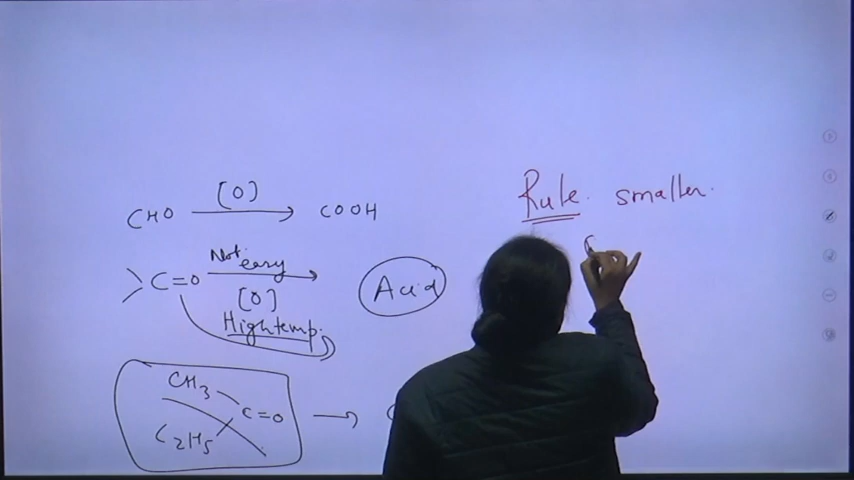 CHO [O] → COOH
Rule. smaller.
>C=O Not easy → Acid
[O]
High temp.
CH3
C=O →
C2H5